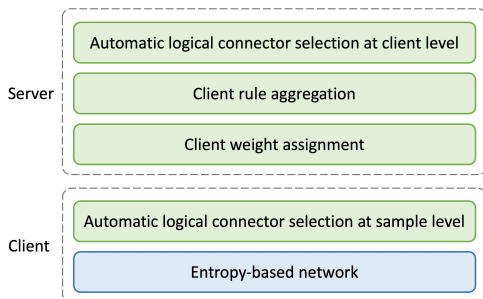 Automatic logical connector selection at client level
Server
Client rule aggregation
Client weight assignment
Automatic logical connector selection at sample level
Client
Entropy-based network